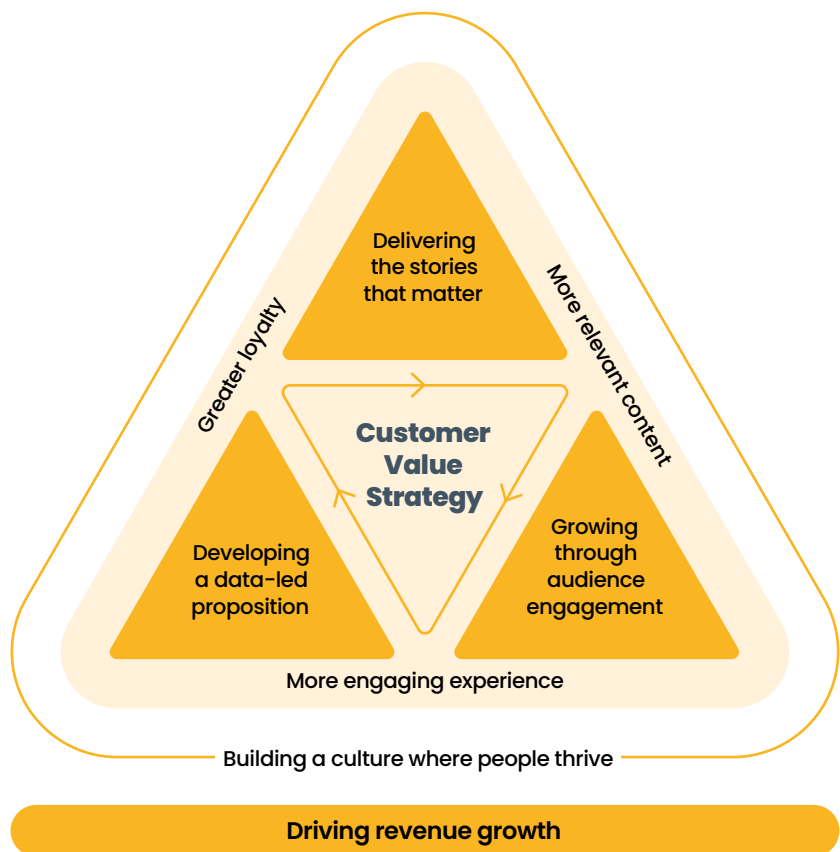 Delivering
the stories
that matter
Greater loyalty
More relevant content
Customer
Value
Strategy
Developing
a data-led
proposition
Growing
through
audience
engagement
More engaging experience
Building a culture where people thrive
Driving revenue growth